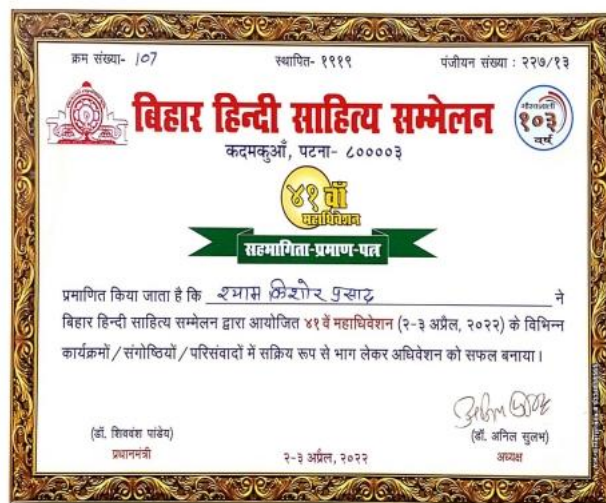 क्रम संख्या- 107 स्थापित- १९१९ पंजीयन संख्या : २२७/१३
बिहार हिन्दी साहित्य सम्मेलन
गौरवशाली
१०३
वर्ष
कदमकुआँ, पटना- ८००००३
४१ वाँ
महाधिवेशन
सहभागिता-प्रमाण-पत्र
प्रमाणित किया जाता है कि श्याम किशोर प्रसाद ने
बिहार हिन्दी साहित्य सम्मेलन द्वारा आयोजित ४१ वें महाधिवेशन (२-३ अप्रैल, २०२२) के विभिन्न
कार्यक्रमों/संगोष्ठियों/परिसंवादों में सक्रिय रूप से भाग लेकर अधिवेशन को सफल बनाया।
(डॉ. शिववंश पांडेय) (डॉ. अनिल सुलभ)
प्रधानमंत्री २-३ अप्रैल, २०२२ अध्यक्ष